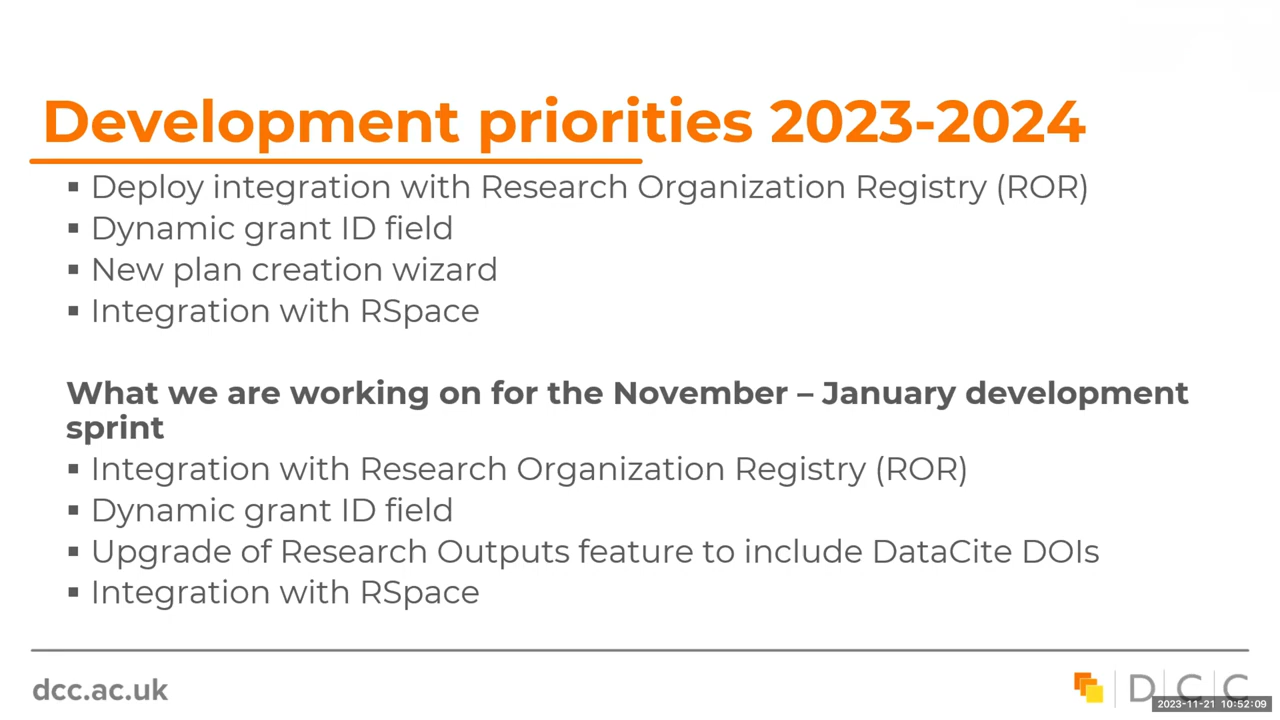 Development priorities 2023-2024
▪ Deploy integration with Research Organization Registry (ROR)
▪ Dynamic grant ID field
▪ New plan creation wizard
▪ Integration with RSpace
What we are working on for the November – January development
sprint
▪ Integration with Research Organization Registry (ROR)
▪ Dynamic grant ID field
▪ Upgrade of Research Outputs feature to include DataCite DOIs
▪ Integration with RSpace
dcc.ac.uk
DCC
2023-11-21 10:52:09